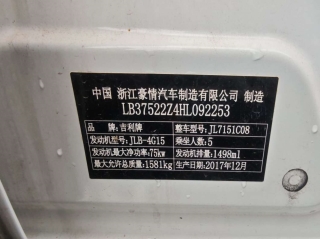 中国 浙江豪情汽车制造有限公司 制造
LB37522Z4HL092253
品牌:吉利牌 整车型号:JL7151C08
发动机型号:JLB-4G15 乘坐人数:5
发动机最大净功率:75kw 发动机排量:1498ml
最大允许总质量:1581kg 生产日期:2017年12月